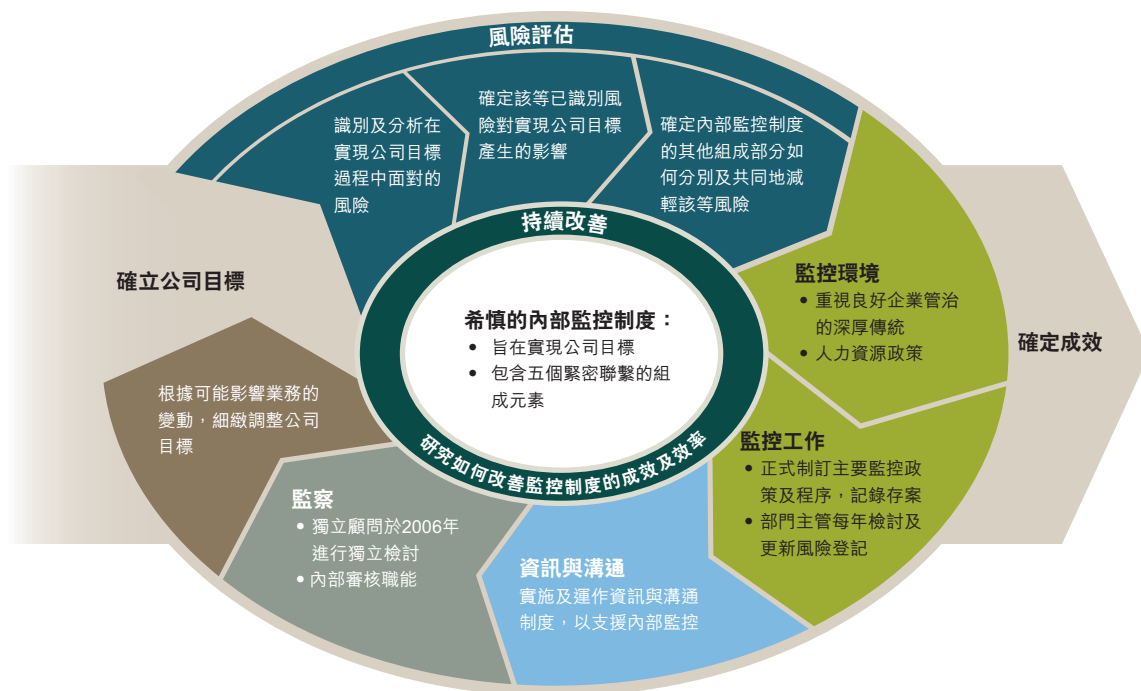 風險評估
識別及分析在
實現公司目標
過程中面對的
風險
確定該等已識別風
險對實現公司目標
產生的影響
確定內部監控制度
的其他組成部分如
何分別及共同地減
輕該等風險
持續改善
確立公司目標
希慎的內部監控制度：
• 旨在實現公司目標
• 包含五個緊密聯繫的組
成元素
監控環境
• 重視良好企業管治
的深厚傳統
• 人力資源政策
確定成效
根據可能影響業務的
變動，細緻調整公司
目標
監控工作
• 正式制訂主要監控政
策及程序，記錄存案
• 部門主管每年檢討及
更新風險登記
研究如何改善監控制度的成效及效率
監察
• 獨立顧問於2006年
進行獨立檢討
• 內部審核職能
資訊與溝通
實施及運作資訊與溝通
制度，以支援內部監控